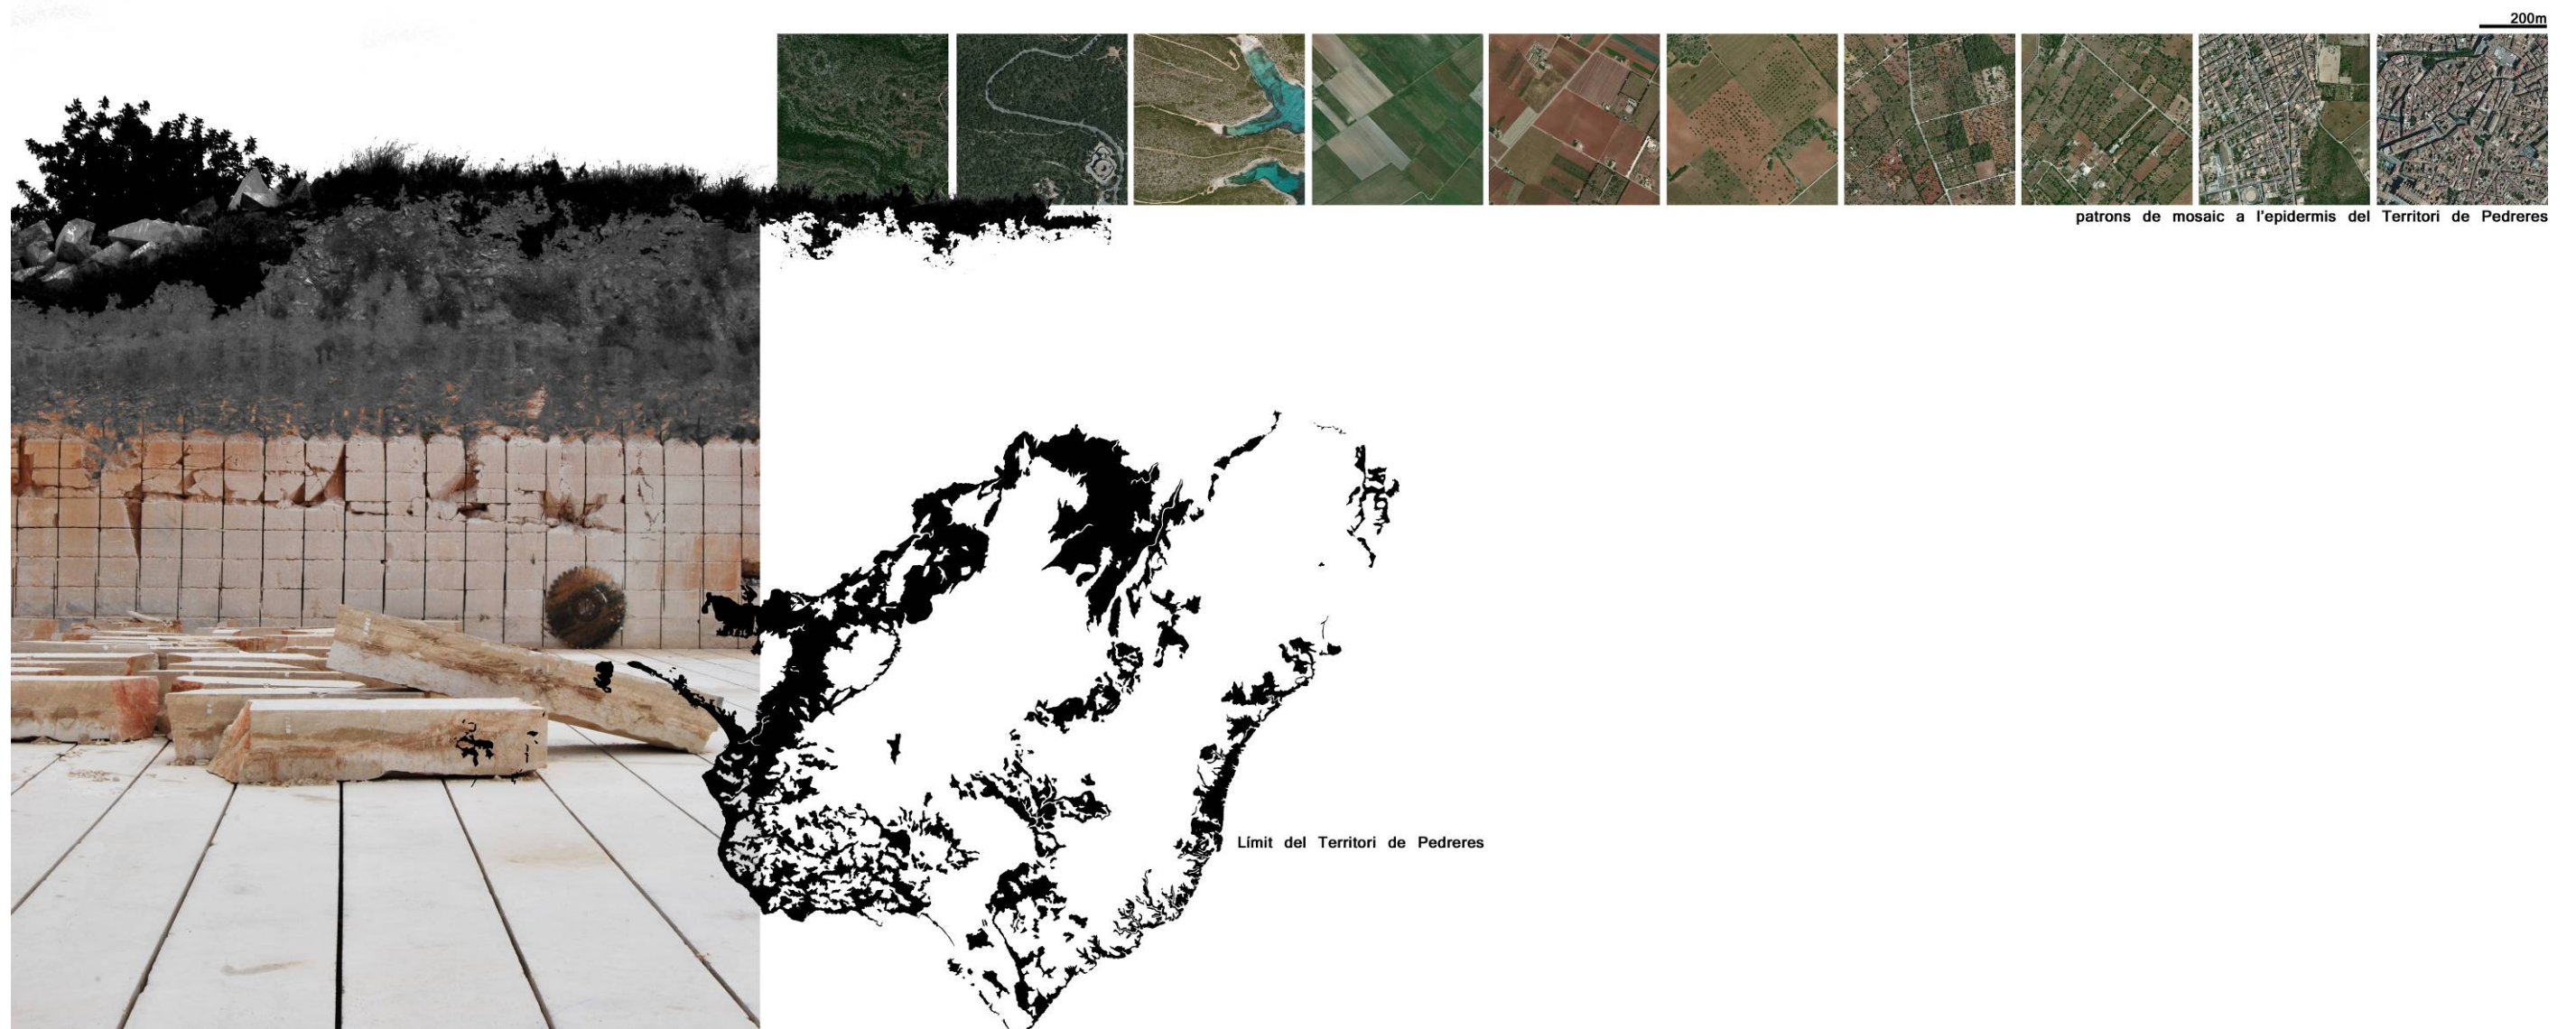 200m
patrons de mosaic a l'epidermis del Territori de Pedreres
Límit del Territori de Pedreres